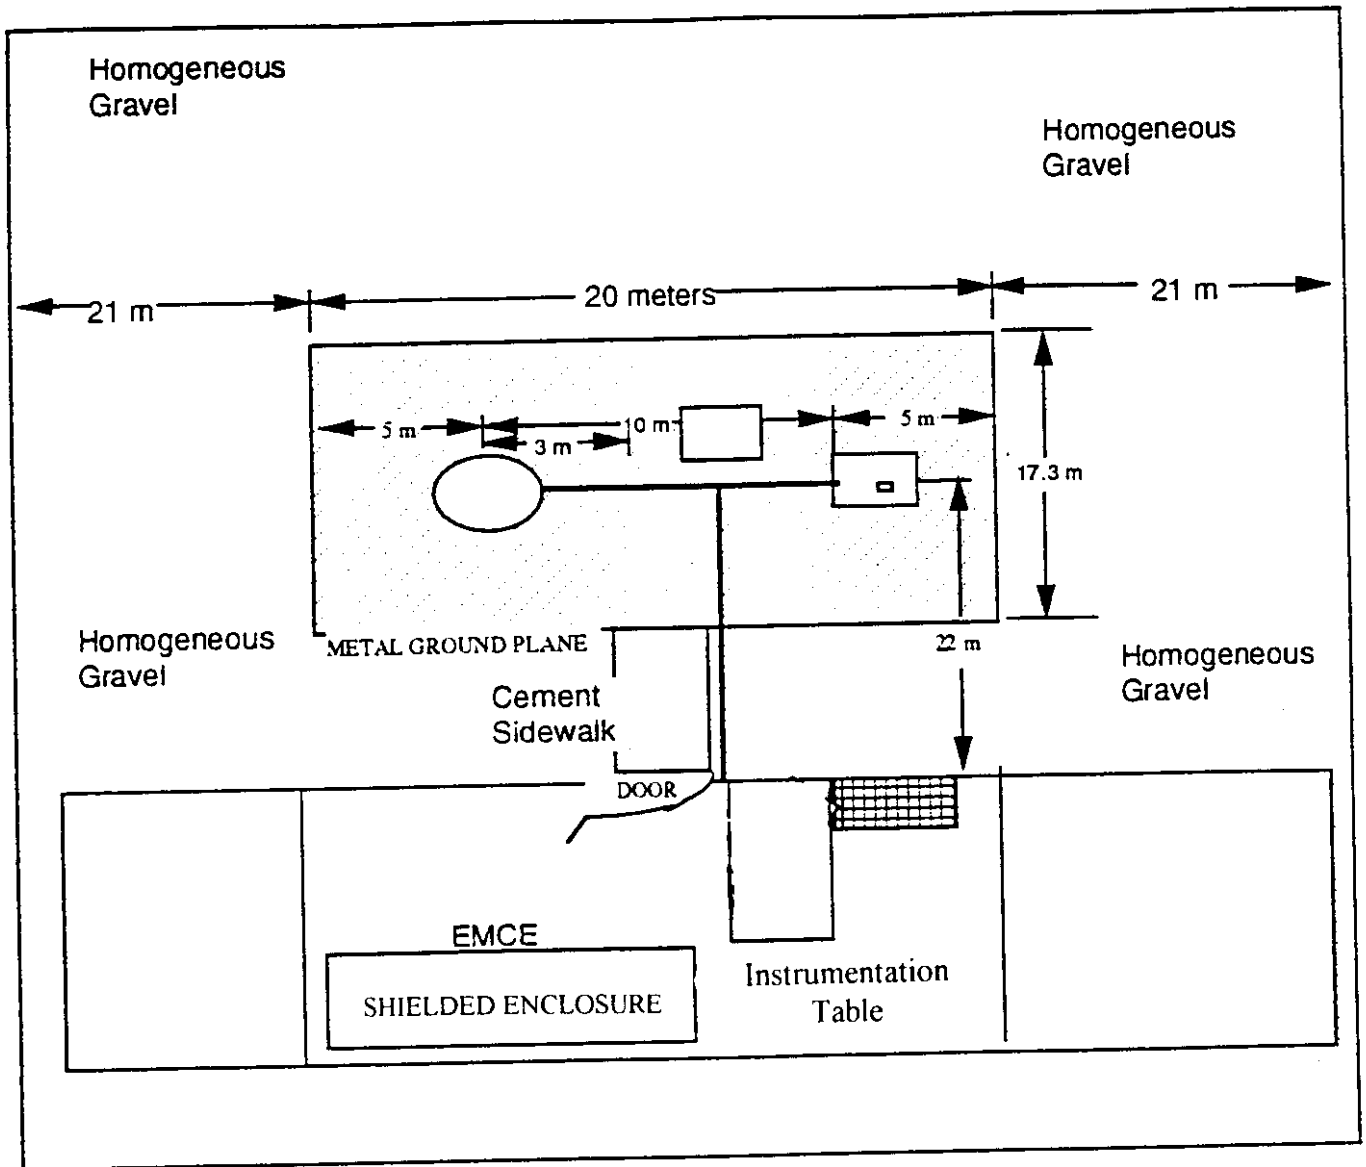 Homogeneous
Gravel
Homogeneous
Gravel
21 m
20 meters
21 m
5 m
10 m
5 m
3 m
17.3 m
Homogeneous
Gravel
METAL GROUND PLANE
22 m
Homogeneous
Gravel
Cement
Sidewalk
DOOR
EMCE
SHIELDED ENCLOSURE
Instrumentation
Table